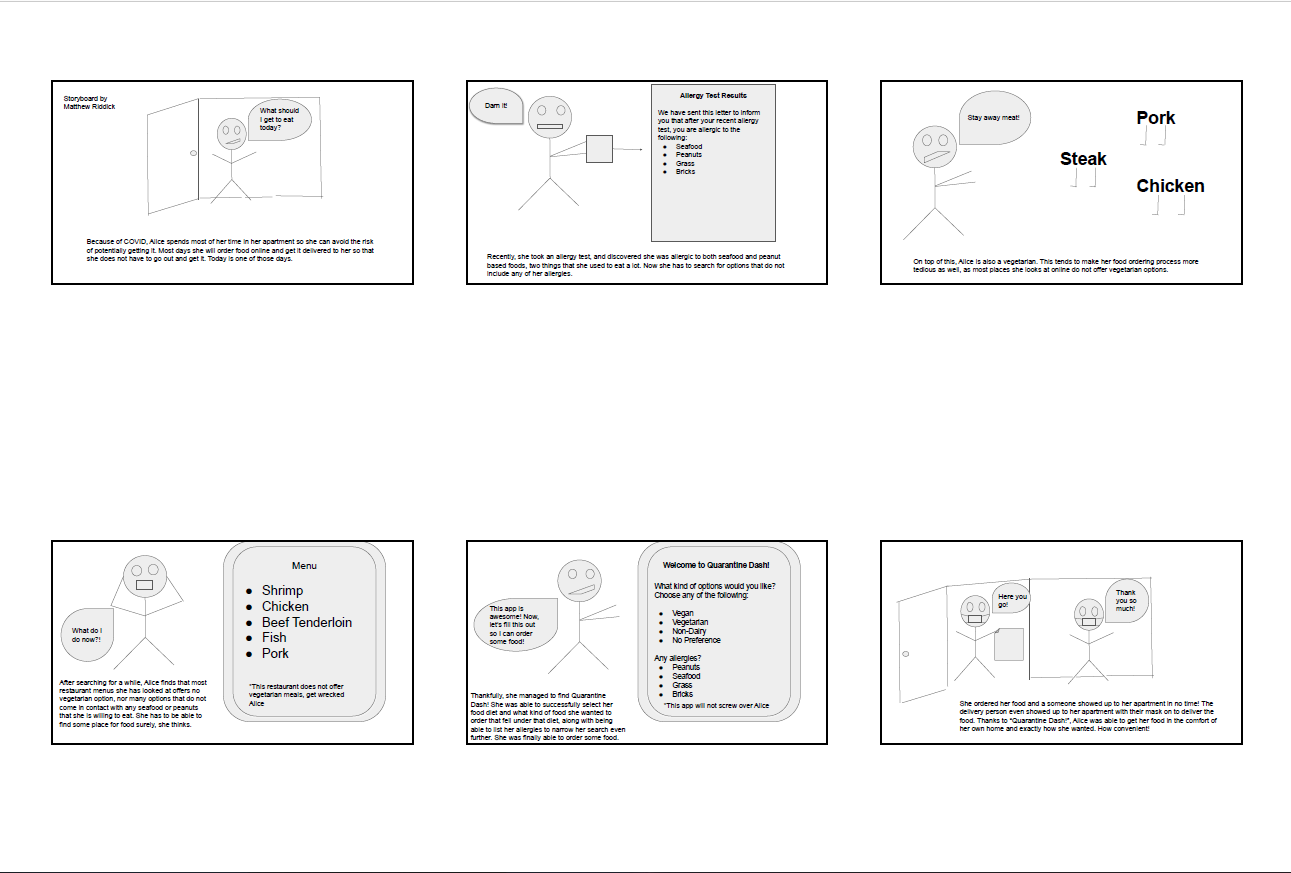 Storyboard by
Matthew Riddick
What should
I get to eat
today?
Because of COVID, Alice spends most of her time in her apartment so she can avoid the risk
of potentially getting it. Most days she will order food online and get it delivered to her so that
she does not have to go out and get it. Today is one of those days.
Darn it!
Allergy Test Results
We have sent this letter to inform
you that after your recent allergy
test, you are allergic to the
following:
● Seafood
● Peanuts
● Grass
● Bricks
Recently, she took an allergy test, and discovered she was allergic to both seafood and peanut
based foods, two things that she used to eat a lot. Now she has to search for options that do not
include any of her allergies.
Stay away meat!
Pork
Steak
Chicken
On top of this, Alice is also a vegetarian. This tends to make her food ordering process more
tedious as well, as most places she looks at online do not offer vegetarian options.
What do I
do now?!
Menu
● Shrimp
● Chicken
● Beef Tenderloin
● Fish
● Pork
*This restaurant does not offer
vegetarian meals, get wrecked
Alice
After searching for a while, Alice finds that most
restaurant menus she has looked at offers no
vegetarian option, nor many options that do not
come in contact with any seafood or peanuts
that she is willing to eat. She has to be able to
find some place for food surely, she thinks.
This app is
awesome! Now,
let's fill this out
so I can order
some food!
Welcome to Quarantine Dash!
What kind of options would you like?
Choose any of the following:
● Vegan
● Vegetarian
● Non-Dairy
● No Preference
Any allergies?
● Peanuts
● Seafood
● Grass
● Bricks
*This app will not screw over Alice
Thankfully, she managed to find Quarantine
Dash! She was able to successfully select her
food diet and what kind of food she wanted to
order that fell under that diet, along with being
able to list her allergies to narrow her search even
further. She was finally able to order some food.
Here you
go!
Thank
you so
much!
She ordered her food and a someone showed up to her apartment in no time! The
delivery person even showed up to her apartment with their mask on to deliver the
food. Thanks to "Quarantine Dash!", Alice was able to get her food in the comfort of
her own home and exactly how she wanted. How convenient!